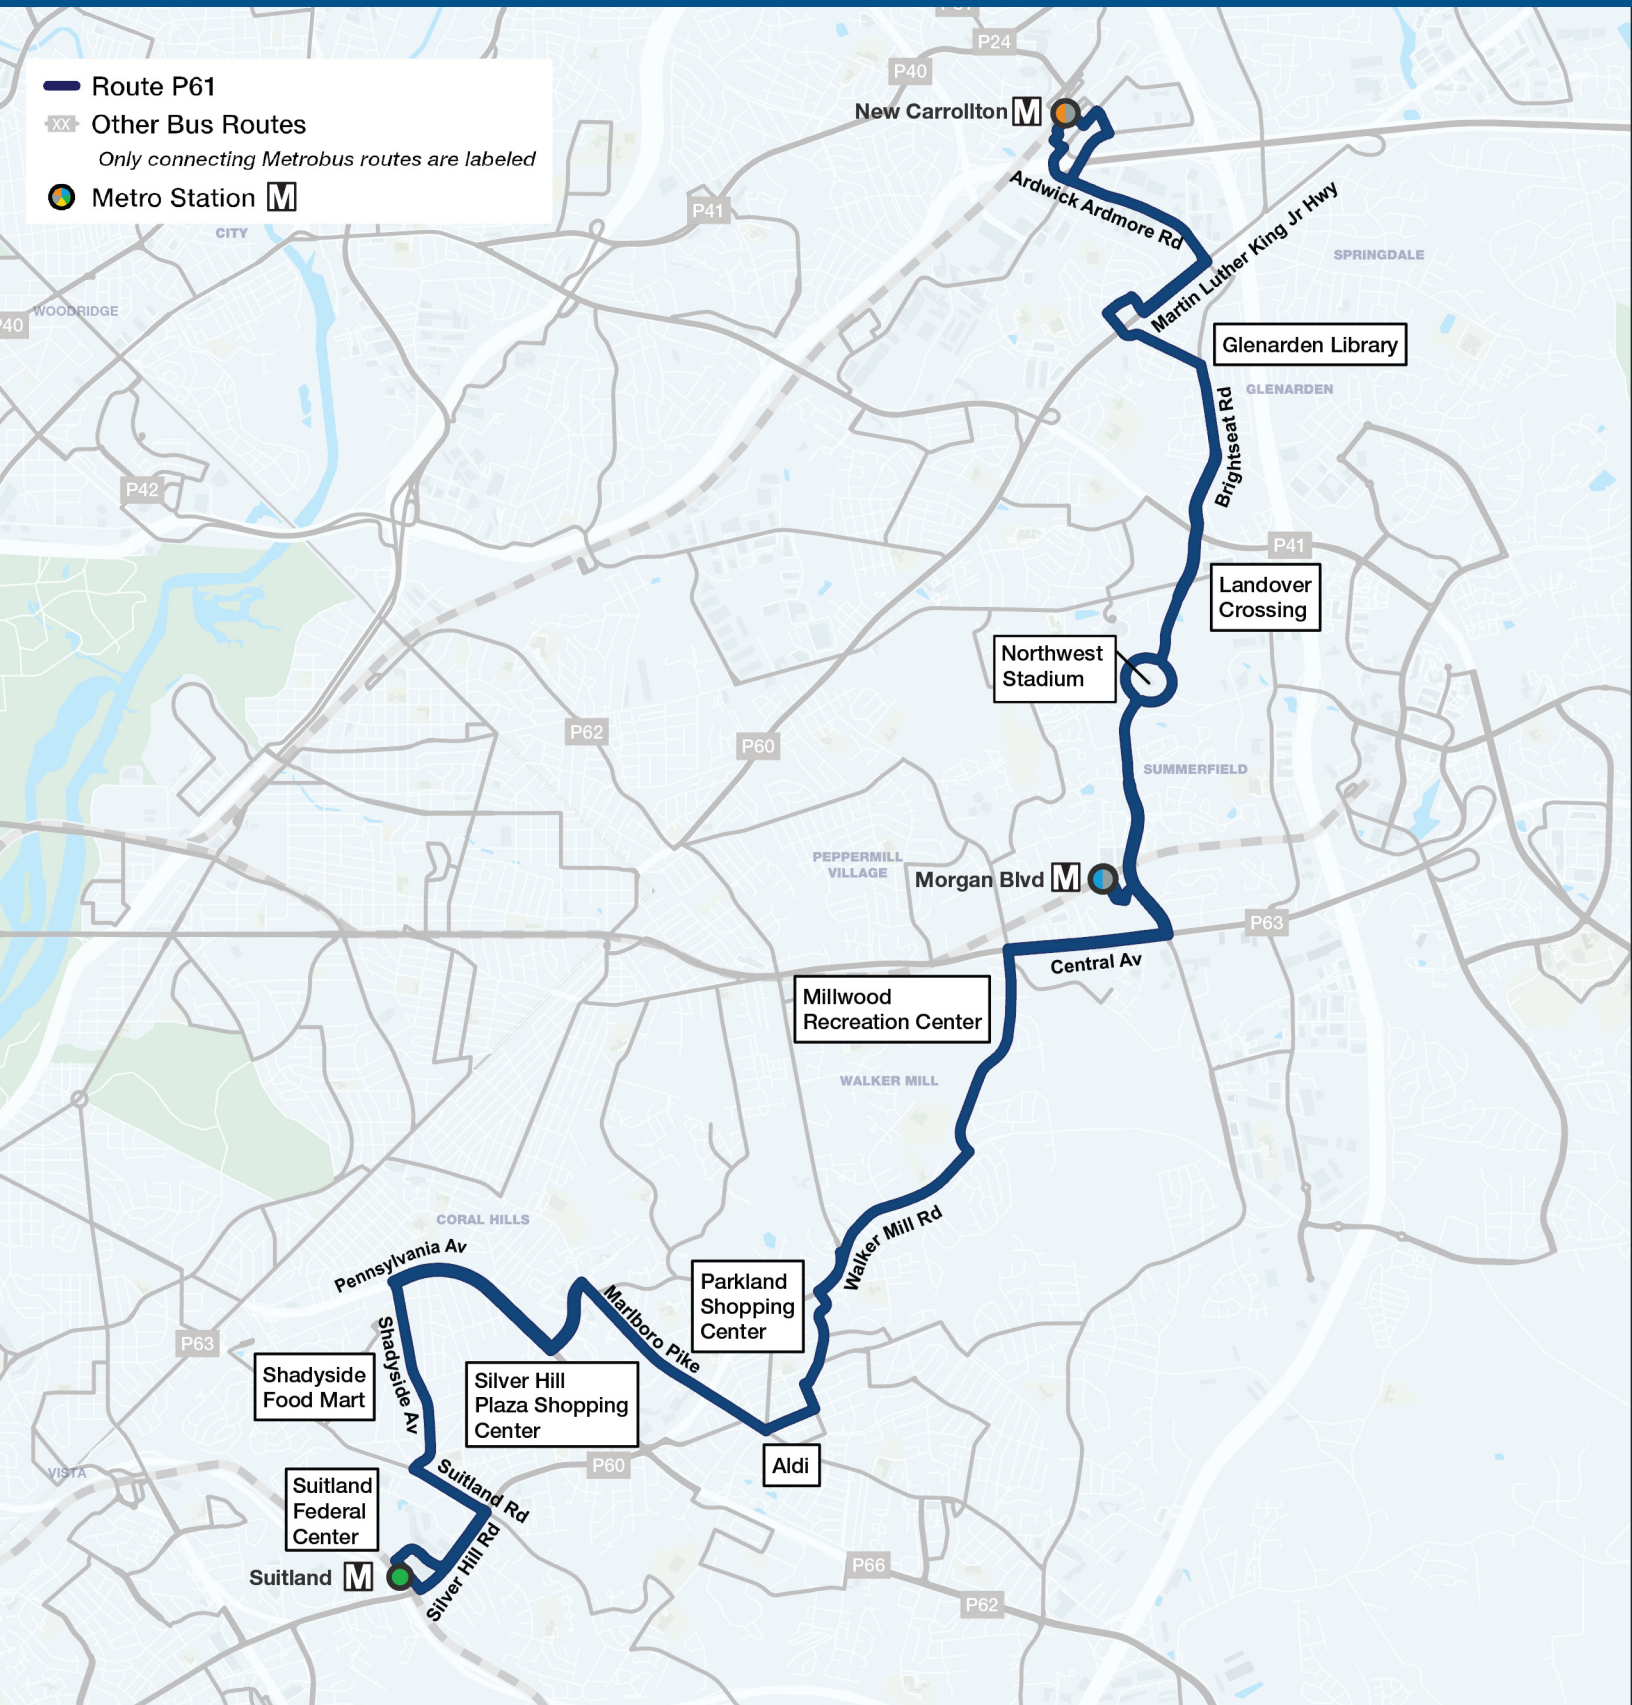 P24
P40
Route P61
XX Other Bus Routes
Only connecting Metrobus routes are labeled
Metro Station M
New Carrollton M
Ardwick Ardmore Rd
P41
CITY
Martin Luther King Jr Hwy
SPRINGDALE
WOODRIDGE
P40
Glenarden Library
GLENARDEN
Brightseat Rd
P42
P41
Landover
Crossing
Northwest
Stadium
P62
P60
SUMMERFIELD
PEPPERMILL
VILLAGE
Morgan Blvd M
P63
Central Av
Millwood
Recreation Center
WALKER MILL
Walker Mill Rd
CORAL HILLS
Pennsylvania Av
Parkland
Shopping
Center
Marlboro Pike
P63
Shadyside Av
Shadyside
Food Mart
Silver Hill
Plaza Shopping
Center
P60
Aldi
VISTA
Suitland Rd
Suitland
Federal
Center
Silver Hill Rd
Suitland M
P66
P62